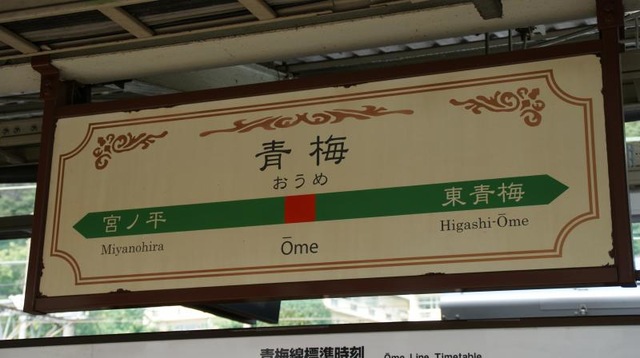 青梅
おうめ
宮ノ平 東青梅
Miyanohira Ōme Higashi-Ōme
青梅線標準時刻 Ōme Line Timetable